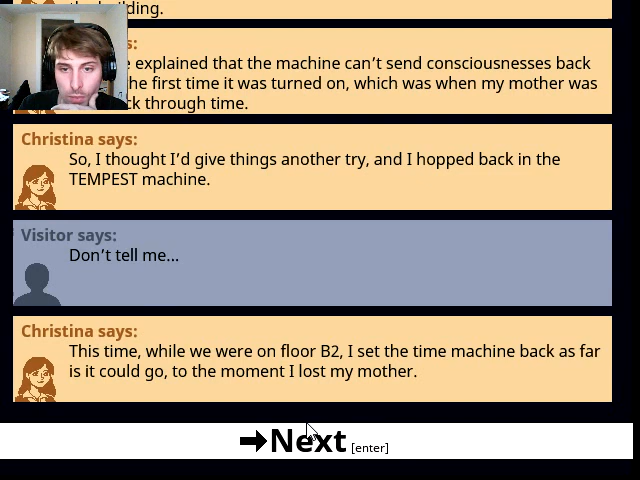 the building.
s:
e explained that the machine can't send consciousnesses back
he first time it was turned on, which was when my mother was
ck through time.
Christina says:
So, I thought I'd give things another try, and I hopped back in the
TEMPEST machine.
Visitor says:
Don't tell me...
Christina says:
This time, while we were on floor B2, I set the time machine back as far
is it could go, to the moment I lost my mother.
➡Next [enter]